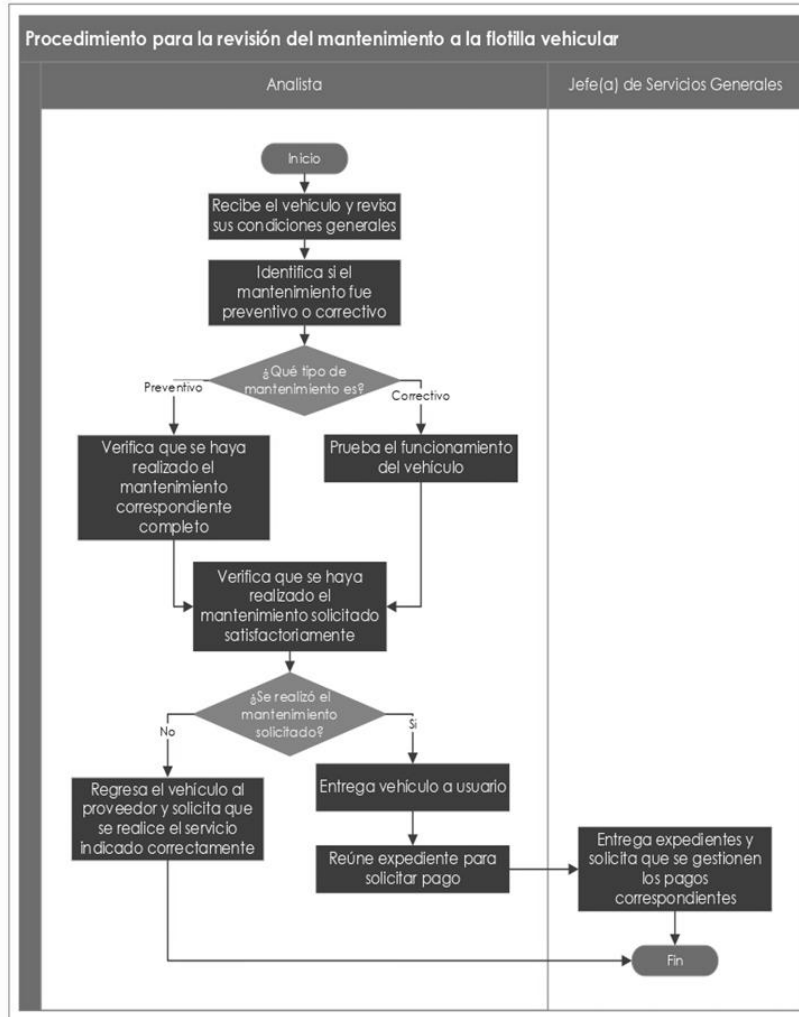 Procedimiento para la revisión del mantenimiento a la flotilla vehicular
Analista
Jefe(a) de Servicios Generales
Inicio
Recibe el vehículo y revisa
sus condiciones generales
Identifica si el
mantenimiento fue
preventivo o correctivo
¿Qué tipo de
mantenimiento es?
Preventivo
Correctivo
Verifica que se haya
realizado el
mantenimiento
correspondiente
completo
Prueba el funcionamiento
del vehículo
Verifica que se haya
realizado el
mantenimiento solicitado
satisfactoriamente
¿Se realizó el
mantenimiento
solicitado?
No
Si
Regresa el vehículo al
proveedor y solicita que
se realice el servicio
indicado correctamente
Entrega vehículo a usuario
Reúne expediente para
solicitar pago
Entrega expedientes y
solicita que se gestionen
los pagos
correspondientes
Fin